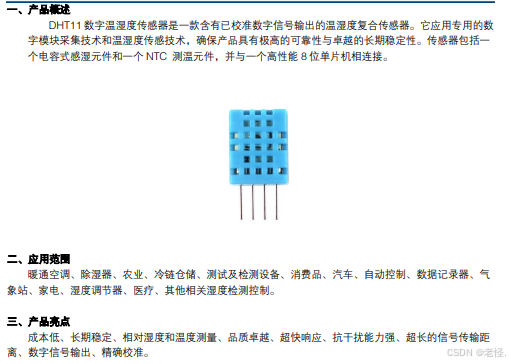 一、产品概述
DHT11数字温湿度传感器是一款含有已校准数字信号输出的温湿度复合传感器。它应用专用的数
字模块采集技术和温湿度传感技术，确保产品具有极高的可靠性与卓越的长期稳定性。传感器包括一
个电容式感湿元件和一个 NTC 测温元件，并与一个高性能 8 位单片机相连接。
二、应用范围
暖通空调、除湿器、农业、冷链仓储、测试及检测设备、消费品、汽车、自动控制、数据记录器、气
象站、家电、湿度调节器、医疗、其他相关湿度检测控制。
三、产品亮点
成本低、长期稳定、相对湿度和温度测量、品质卓越、超快响应、抗干扰能力强、超长的信号传输距
离、数字信号输出、精确校准。
CSDN @老怪.